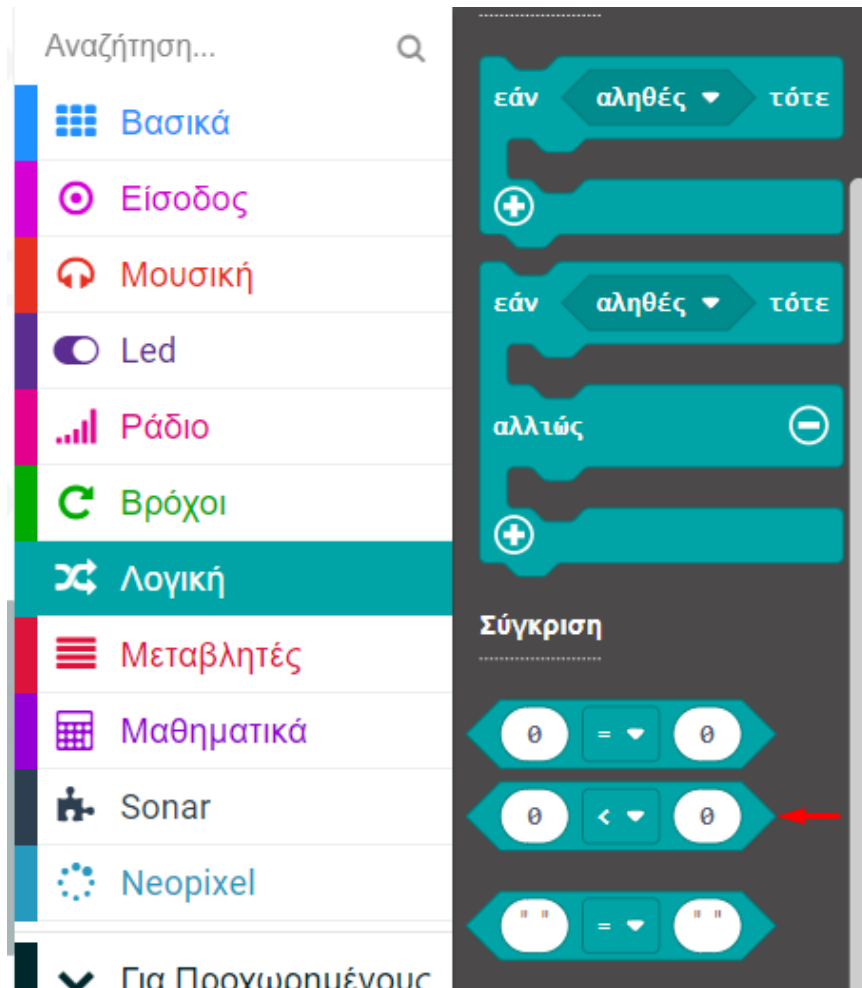 Αναζήτηση...
Βασικά
Είσοδος
Μουσική
Led
Ράδιο
Βρόχοι
Λογική
Μεταβλητές
Μαθηματικά
Sonar
Neopixel
Για Προχωρημένους
εάν αληθές τότε
εάν αληθές τότε
αλλιώς
Σύγκριση
0 = 0
0 < 0
" " = " "